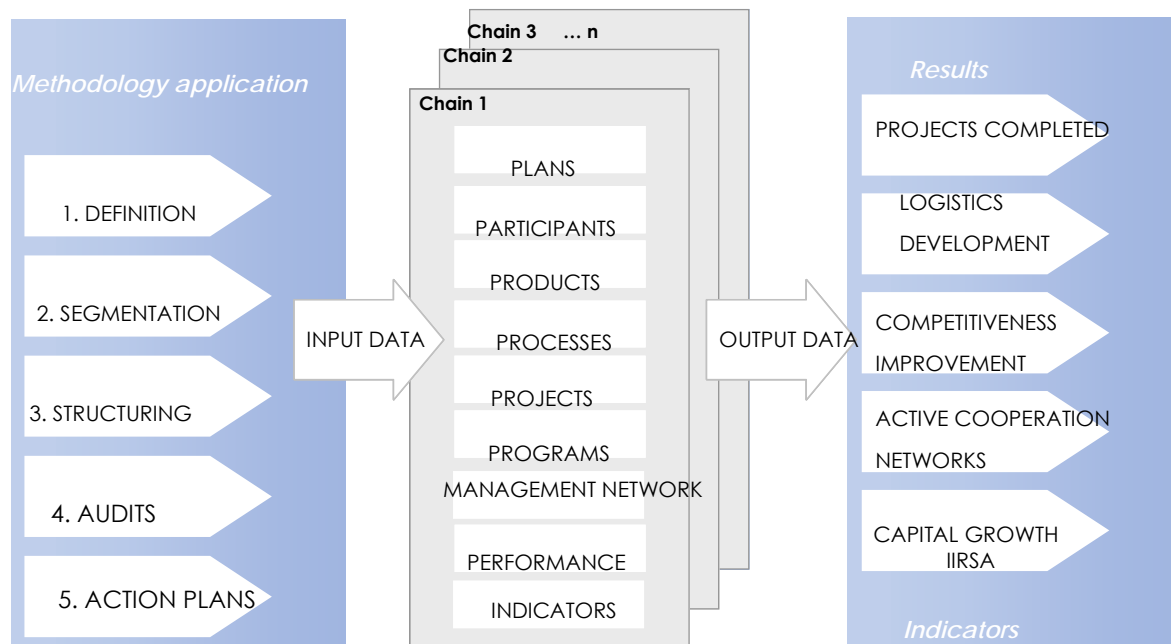 Methodology application
1. DEFINITION
2. SEGMENTATION
3. STRUCTURING
4. AUDITS
5. ACTION PLANS
INPUT DATA
Chain 3 ... n
Chain 2
Chain 1
PLANS
PARTICIPANTS
PRODUCTS
PROCESSES
PROJECTS
PROGRAMS
MANAGEMENT NETWORK
PERFORMANCE
INDICATORS
OUTPUT DATA
Results
PROJECTS COMPLETED
LOGISTICS
DEVELOPMENT
COMPETITIVENESS
IMPROVEMENT
ACTIVE COOPERATION
NETWORKS
CAPITAL GROWTH
IIRSA
Indicators